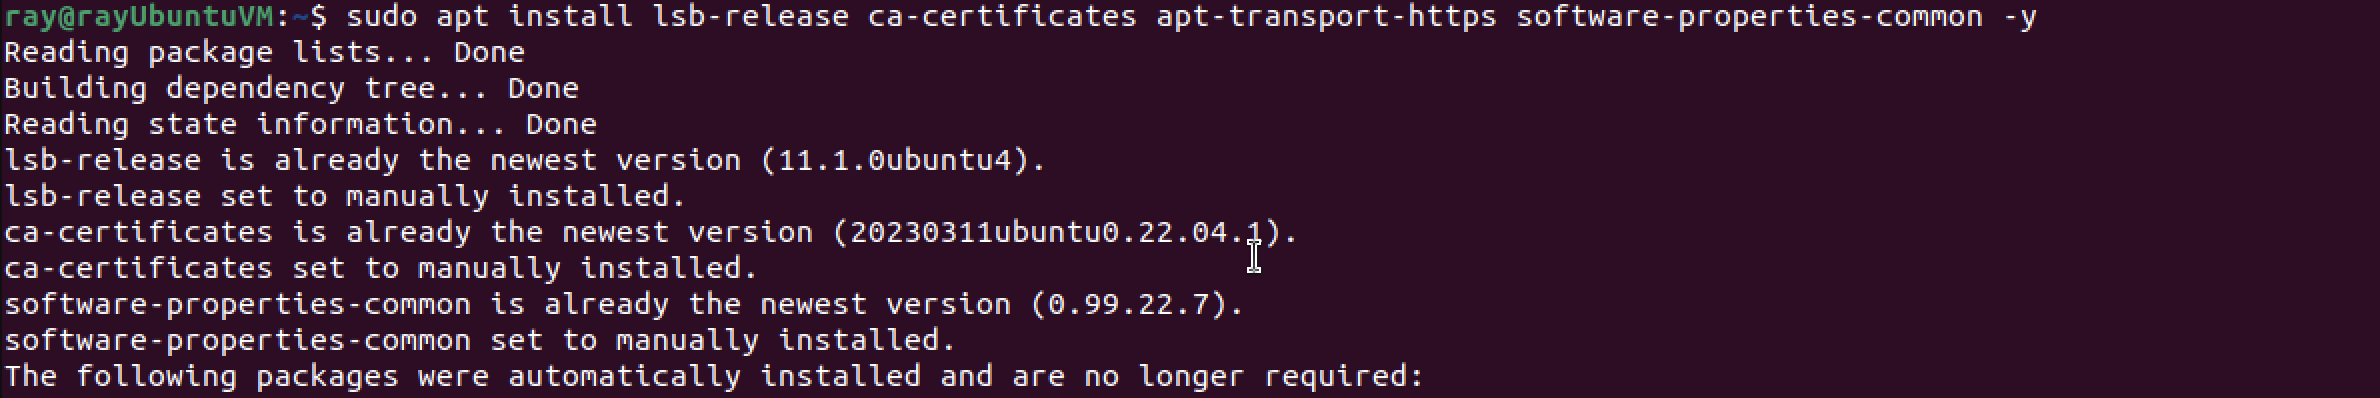 ray@rayUbuntuVM:~$ sudo apt install lsb-release ca-certificates apt-transport-https software-properties-common -y
Reading package lists... Done
Building dependency tree... Done
Reading state information... Done
lsb-release is already the newest version (11.1.0ubuntu4).
lsb-release set to manually installed.
ca-certificates is already the newest version (20230311ubuntu0.22.04.1).
ca-certificates set to manually installed.
software-properties-common is already the newest version (0.99.22.7).
software-properties-common set to manually installed.
The following packages were automatically installed and are no longer required: